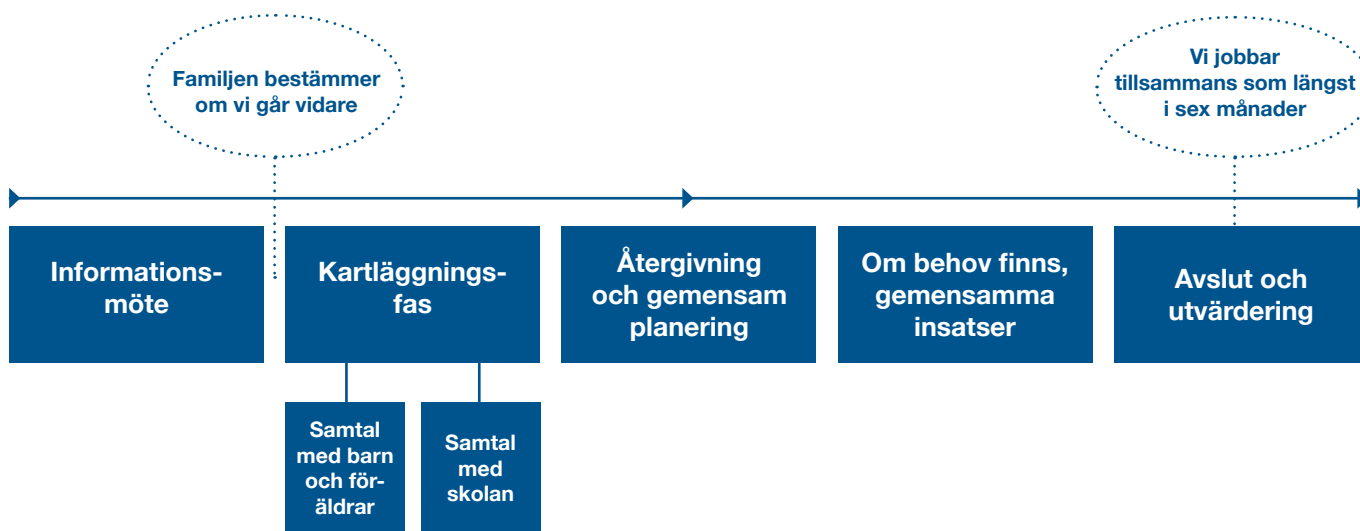 Familjen bestämmer
om vi går vidare
Vi jobbar
tillsammans som längst
i sex månader
Informations-
möte
Kartläggnings-
fas
Återgivning
och gemensam
planering
Om behov finns,
gemensamma
insatser
Avslut och
utvärdering
Samtal
med barn
och för-
äldrar
Samtal
med
skolan